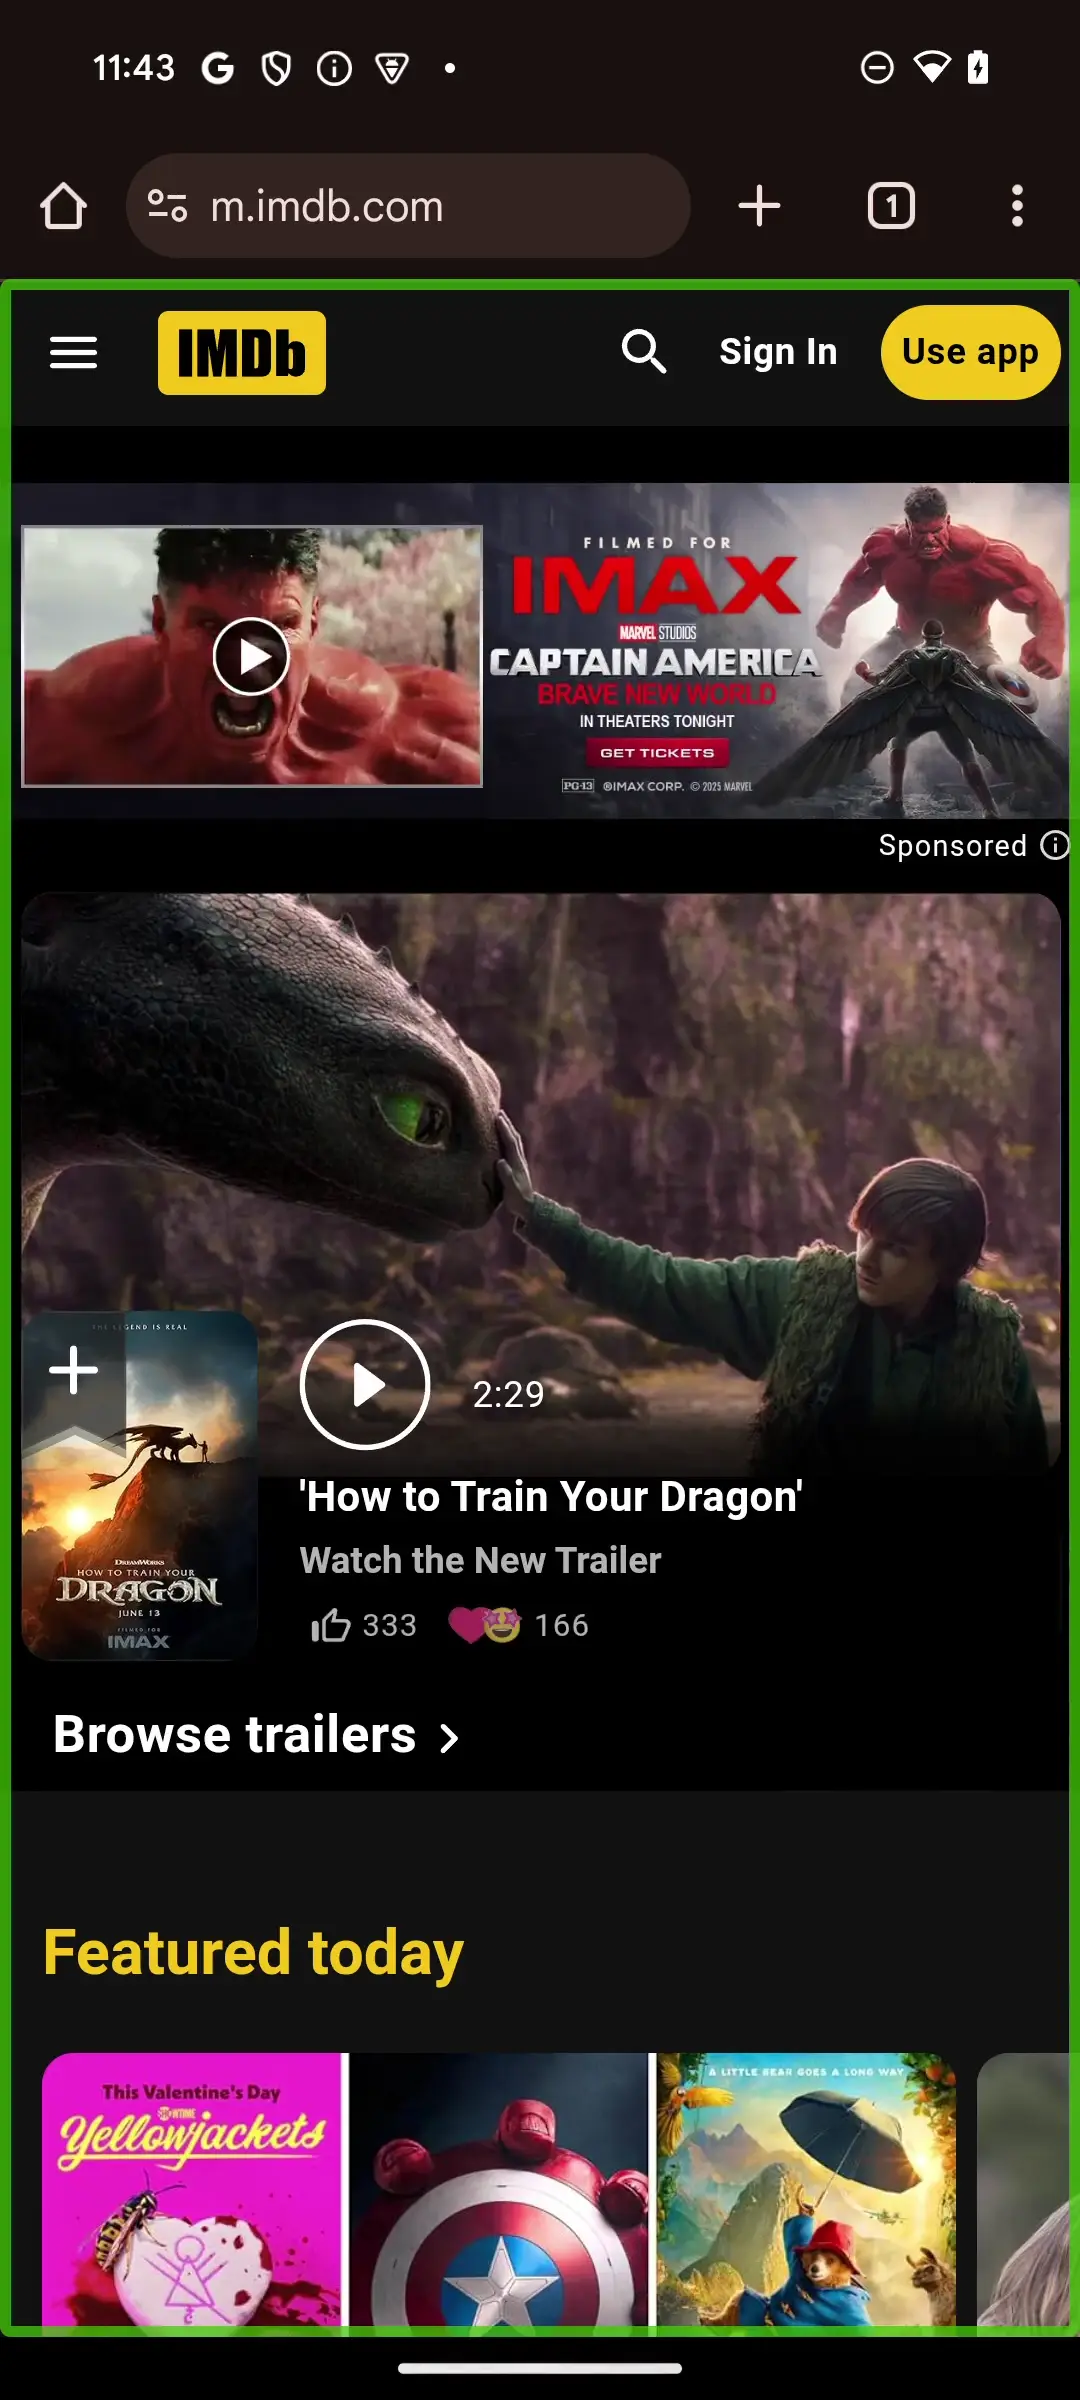 11:43
m.imdb.com
1
IMDb
Sign In
Use app
FILMED FOR
IMAX
MARVEL STUDIOS
CAPTAIN AMERICA
BRAVE NEW WORLD
IN THEATERS TONIGHT
GET TICKETS
PG-13 ®IMAX CORP. © 2025 MARVEL
Sponsored
THE LEGEND IS REAL
2:29
DREAMWORKS
HOW TO TRAIN YOUR
DRAGON
JUNE 13
FILMED FOR
IMAX
'How to Train Your Dragon'
Watch the New Trailer
333
166
Browse trailers
Featured today
This Valentine's Day
SHOWTIME
Yellowjackets
A LITTLE BEAR GOES A LONG WAY